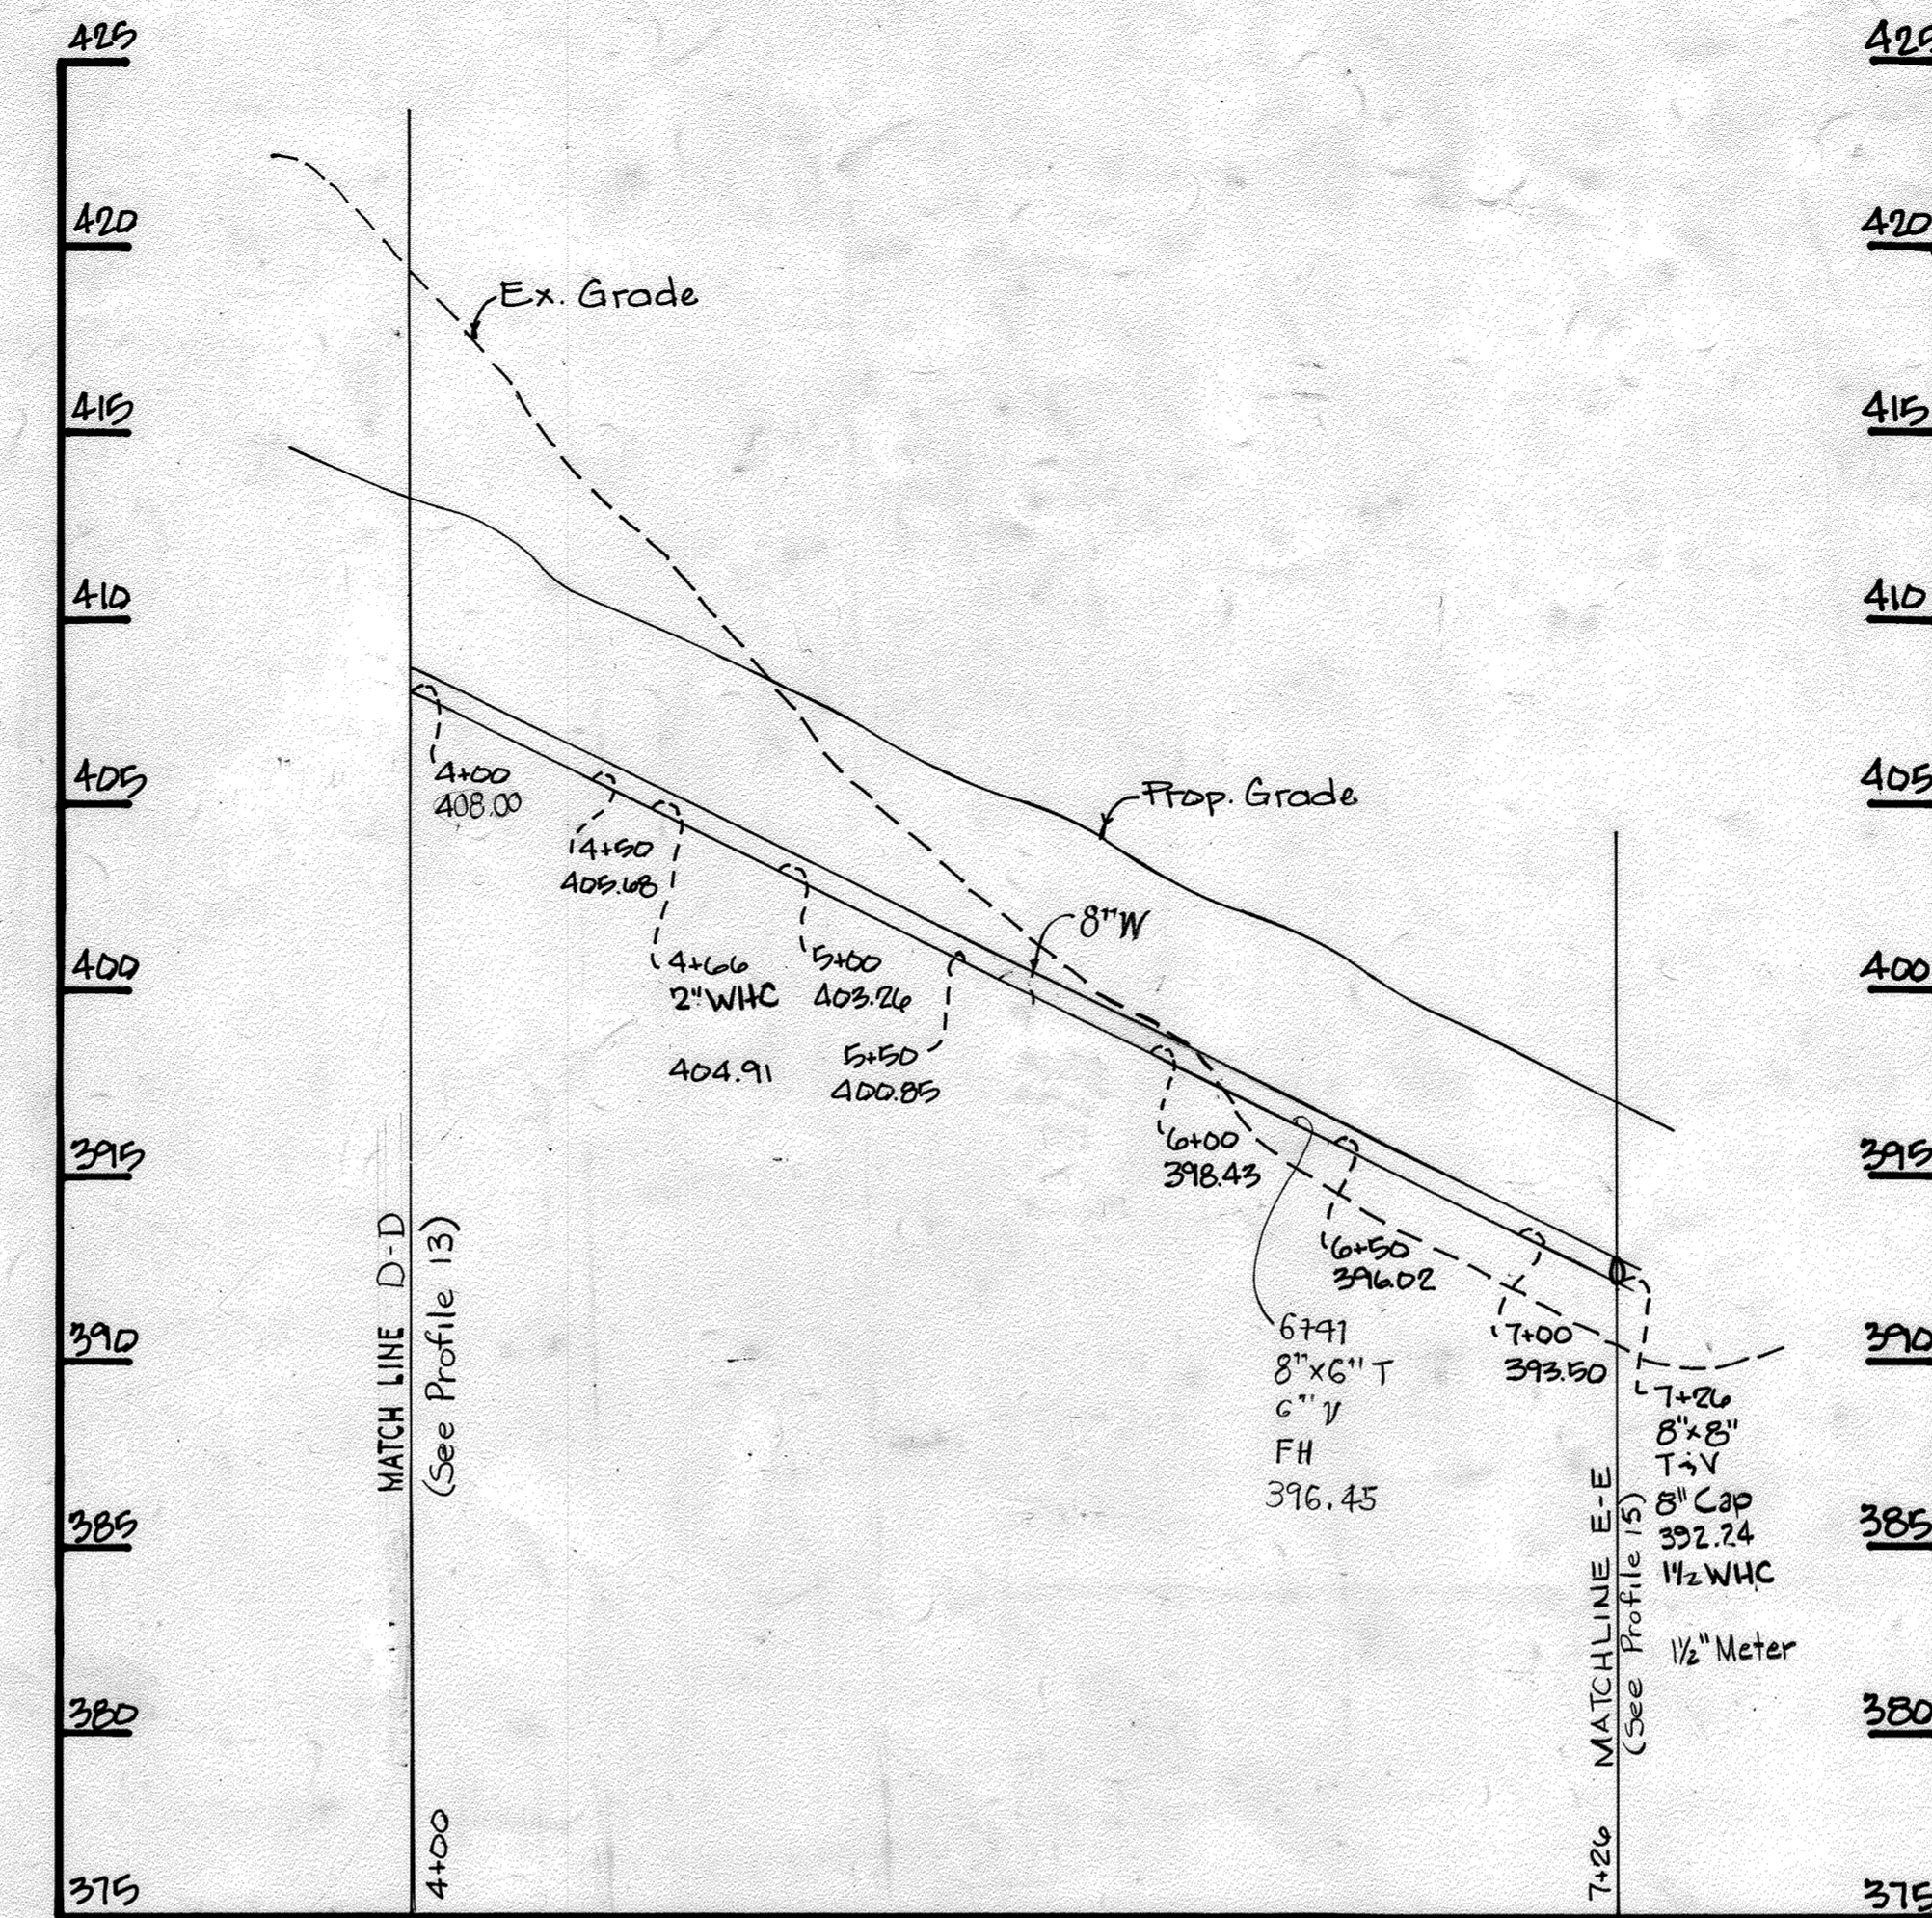 425
420
415
410
405
400
395
390
385
380
375
Ex. Grade
Prop. Grade
8"W
4+00
408.00
4+50
405.68
4+66
2" WHC
404.91
5+00
403.26
5+50
400.85
6+00
398.43
6+41
8"x6" T
6" V
FH
396.45
6+50
396.02
7+00
393.50
7+26
8"x8"
T & V
8" Cap
392.24
1½ WHC
1½" Meter
MATCH LINE D-D
(See Profile 13)
4+00
MATCHLINE E-E
(See Profile 15)
7+26
425
420
415
410
405
400
395
390
385
380
375